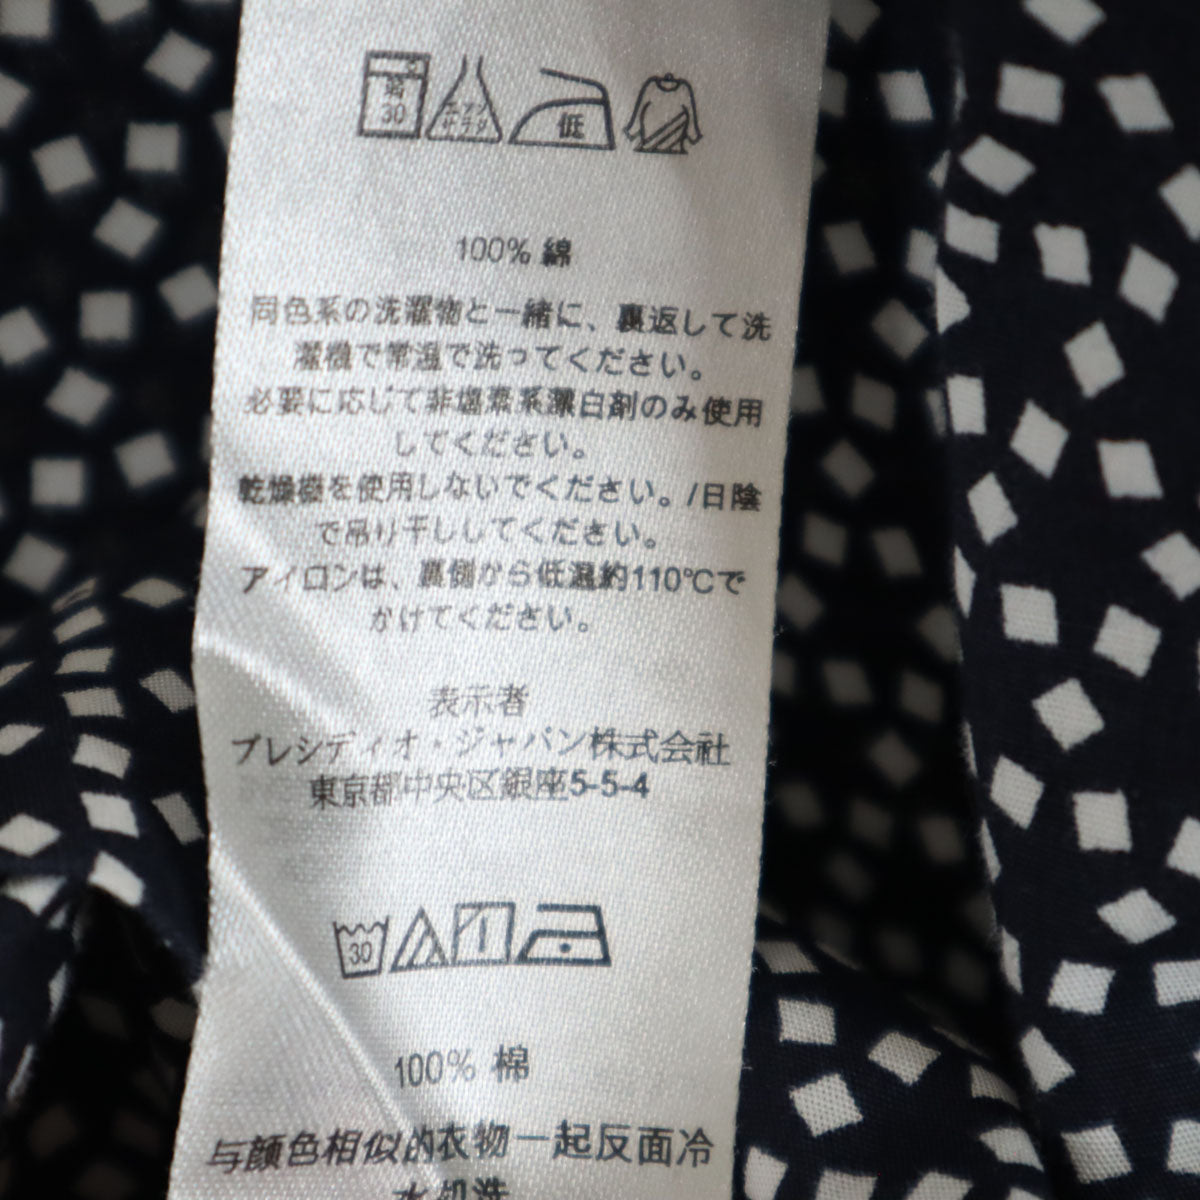 30
低
100% 綿
同色系の洗濯物と一緒に、裏返して洗
濯機で常温で洗ってください。
必要に応じて非塩素系漂白剤のみ使用
してください。
乾燥機を使用しないでください。/日陰
で吊り干ししてください。
アイロンは、裏側から低温約110℃で
かけてください。
表示者
プレシディオ・ジャパン株式会社
東京都中央区銀座5-5-4
30
100% 棉
与颜色相似的衣物一起反面冷
水机洗